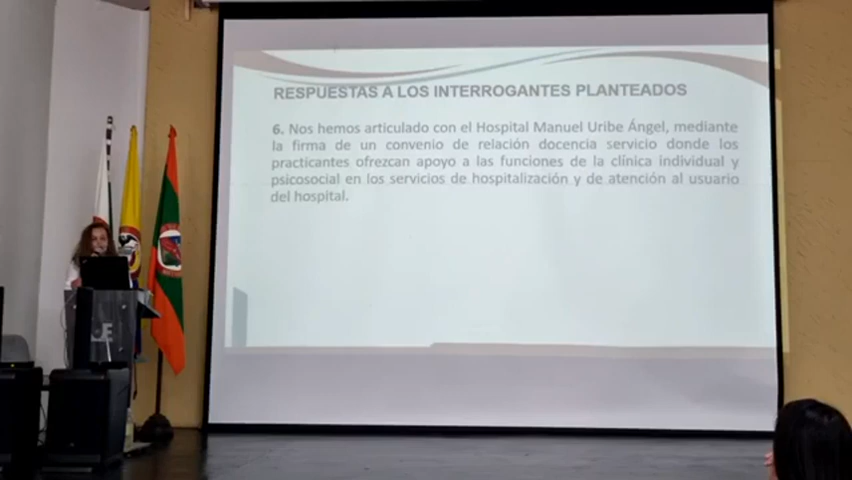 RESPUESTAS A LOS INTERROGANTES PLANTEADOS
6. Nos hemos articulado con el Hospital Manuel Uribe Ángel, mediante
la firma de un convenio de relación docencia servicio donde los
practicantes ofrezcan apoyo a las funciones de la clínica individual y
psicosocial en los servicios de hospitalización y de atención al usuario
del hospital.